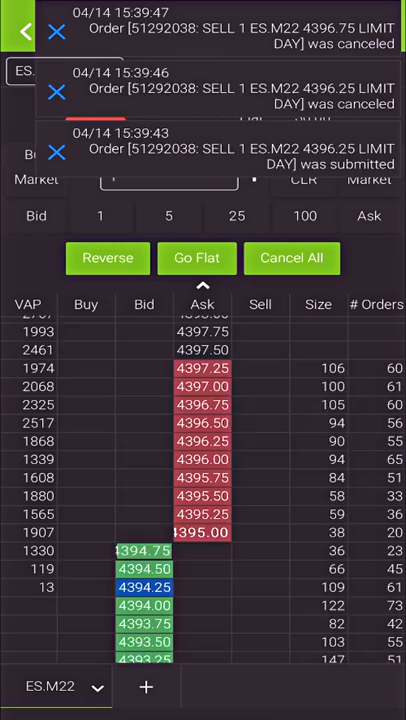 04/14 15:39:47
Order [51292038: SELL 1 ES.M22 4396.75 LIMIT
DAY] was canceled
04/14 15:39:46
Order [51292038: SELL 1 ES.M22 4396.25 LIMIT
DAY] was canceled
04/14 15:39:43
Order [51292038: SELL 1 ES.M22 4396.25 LIMIT
DAY] was submitted
ES.
Market CLR Market
Bid 1 5 25 100 Ask
Reverse Go Flat Cancel All
VAP Buy Bid Ask Sell Size # Orders
1993 4397.75
2461 4397.50
1974 4397.25 106 60
2068 4397.00 100 61
2325 4396.75 105 60
2517 4396.50 94 56
1868 4396.25 90 55
1339 4396.00 94 65
1608 4395.75 84 51
1880 4395.50 58 33
1565 4395.25 59 36
1907 4395.00 38 20
1330 4394.75 36 23
119 4394.50 66 45
13 4394.25 109 61
4394.00 122 73
4393.75 82 42
4393.50 103 55
4393.25 147 51
ES.M22 +